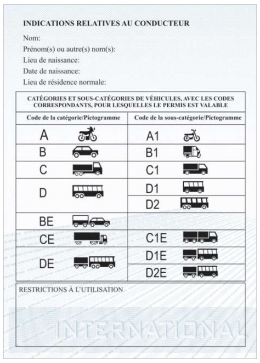 INDICATIONS RELATIVES AU CONDUCTEUR
Nom:
Prénom(s) ou autre(s) nom(s):
Lieu de naissance:
Date de naissance:
Lieu de résidence normale:
CATÉGORIES ET SOUS-CATÉGORIES DE VÉHICULES, AVEC LES CODES
CORRESPONDANTS, POUR LESQUELLES LE PERMIS EST VALABLE
Code de la catégorie/Pictogramme Code de la sous-catégorie/Pictogramme
A A1
B B1
C C1
D D1
D2
BE
CE C1E
DE D1E
D2E
RESTRICTIONS À L'UTILISATION
INTERNATIONAL